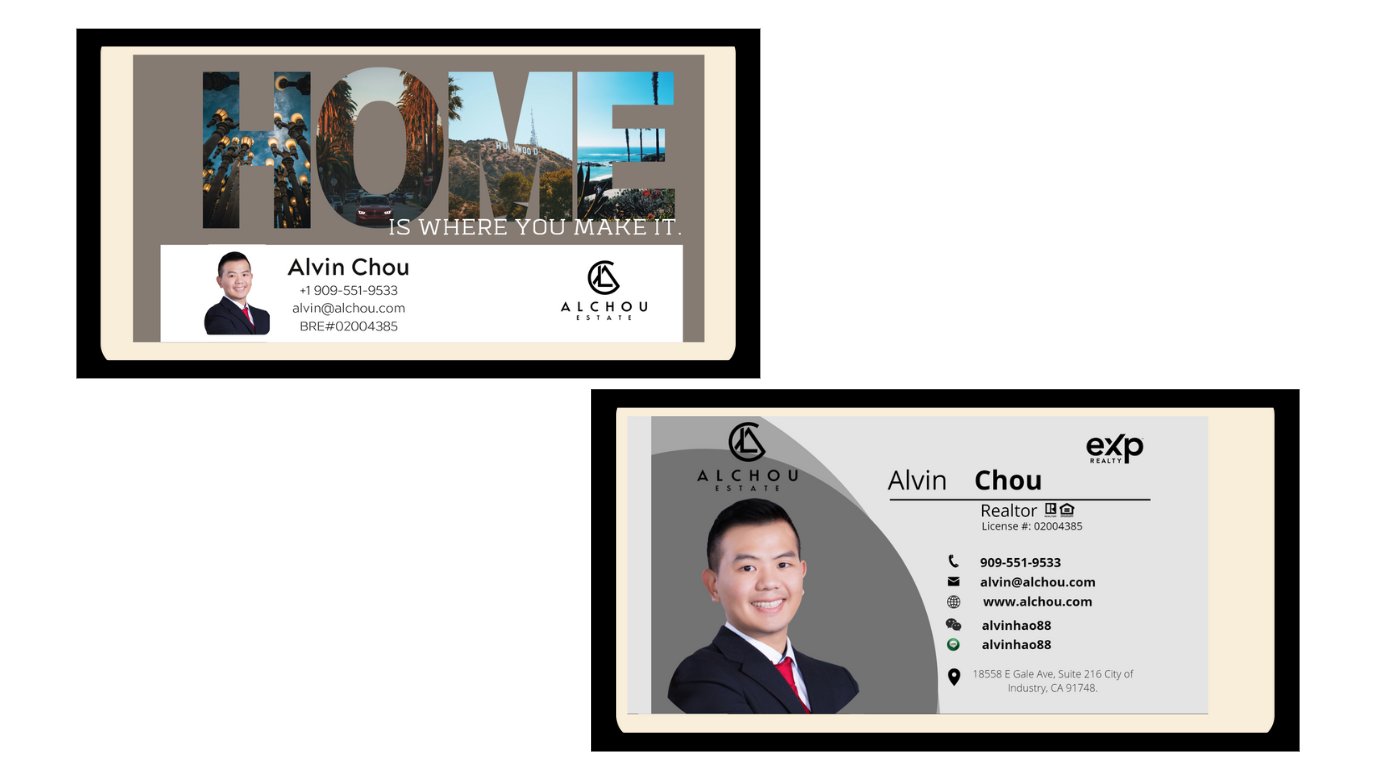 HOME
IS WHERE YOU MAKE IT.
Alvin Chou
+1 909-551-9533
alvin@alchou.com
BRE#02004385
ALCHOU
ESTATE
ALCHOU
ESTATE
exp
REALTY
Alvin Chou
Realtor
License #: 02004385
909-551-9533
alvin@alchou.com
www.alchou.com
alvinhao88
alvinhao88
18558 E Gale Ave, Suite 216 City of
Industry, CA 91748.